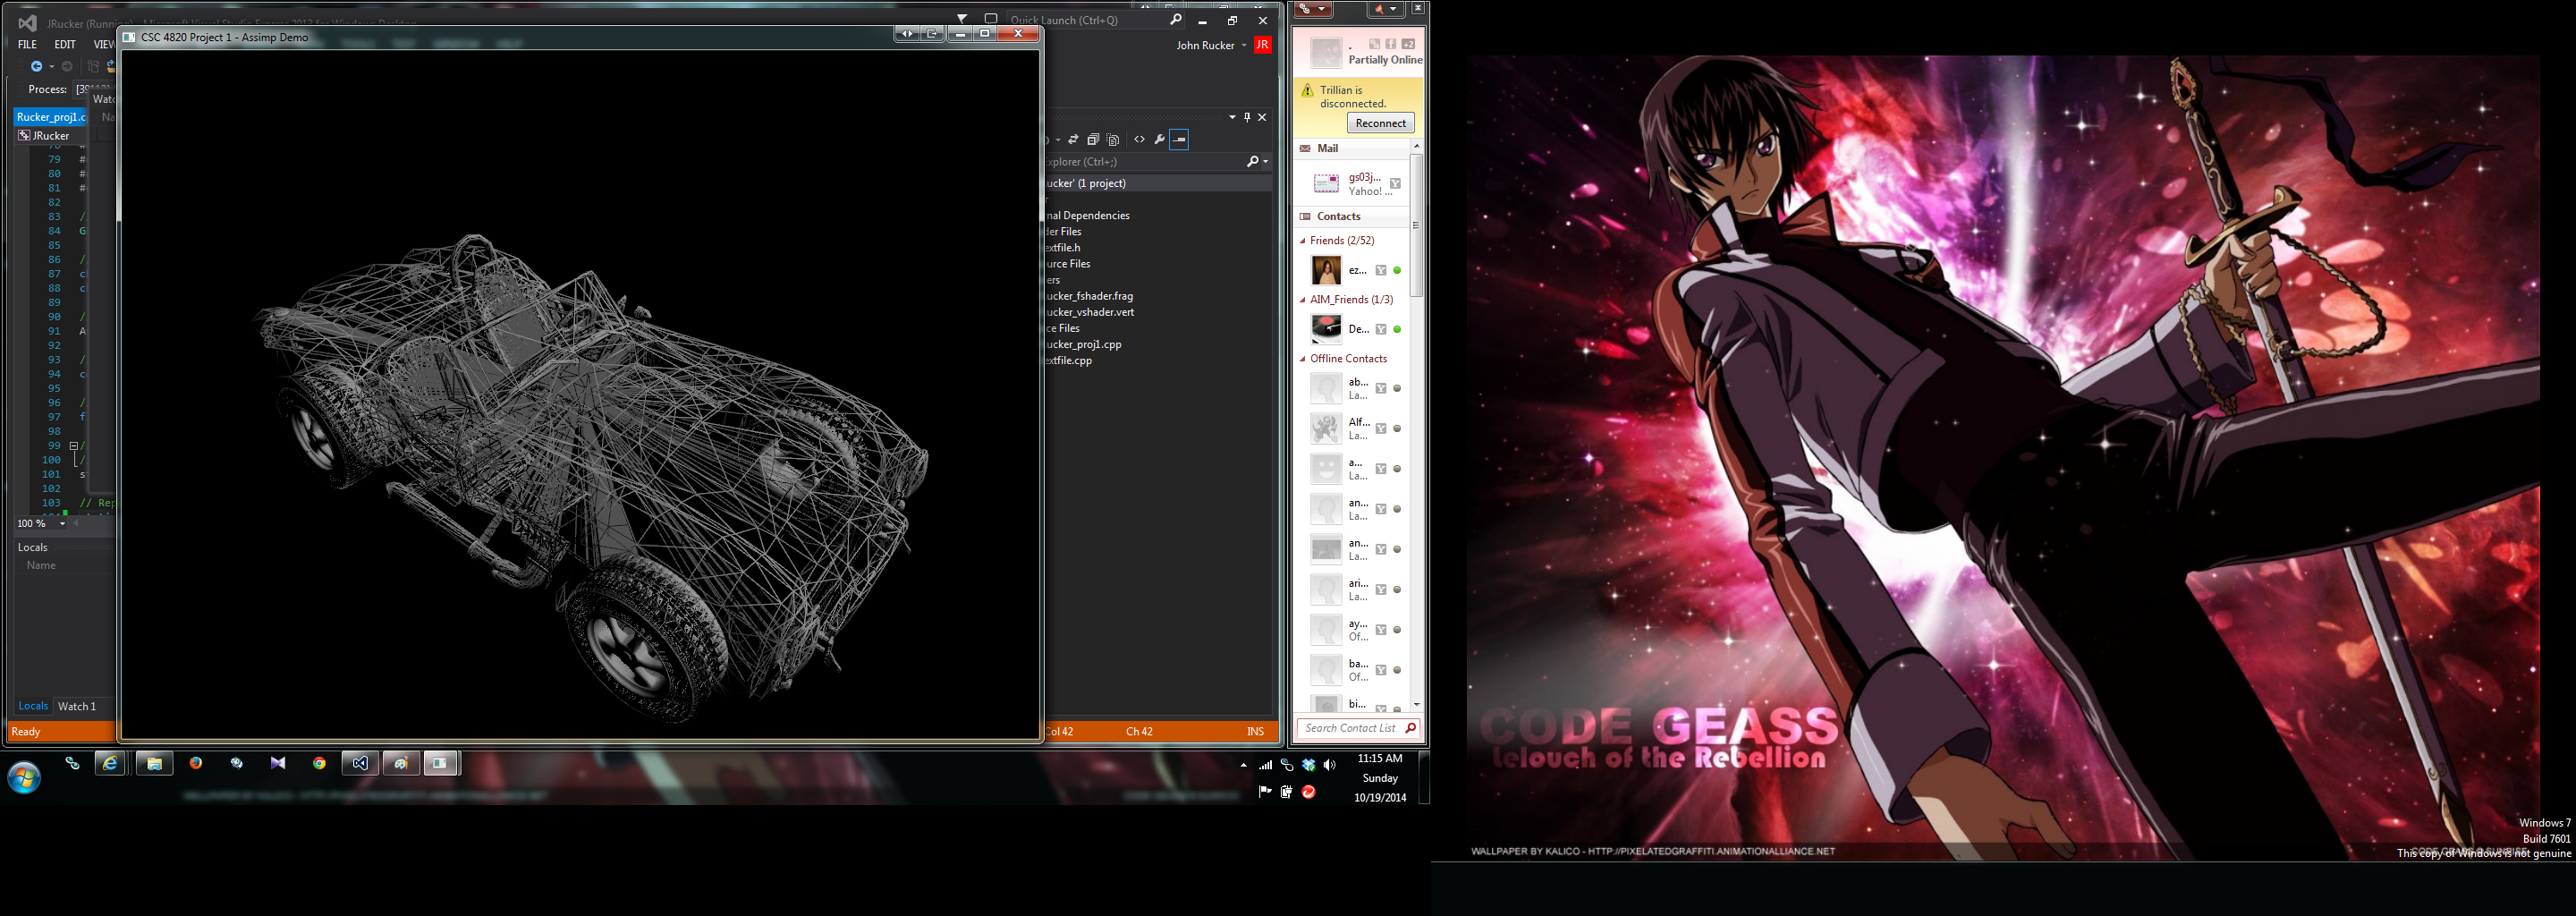 JRucker (Running) - Microsoft Visual Studio Express 2013 for Windows Desktop
Quick Launch (Ctrl+Q)
FILE EDIT VIEW
John Rucker JR
Process:
Rucker_proj1.c
JRucker
Watc
Na
CSC 4820 Project 1 - Assimp Demo
79 #
80 #
81 #
82
83 /
84 G
85
86 /
87 c
88 c
89
90 /
91 A
92
93 /
94 c
95
96 /
97 f
98
99 /
100 /
101 s
102
103 // Rep
100 %
Locals
Name
Locals Watch 1
Ready
xplorer (Ctrl+;)
ucker' (1 project)
r
nal Dependencies
der Files
extfile.h
urce Files
ers
ucker_fshader.frag
ucker_vshader.vert
ce Files
ucker_proj1.cpp
extfile.cpp
Col 42 Ch 42 INS
. +2
Partially Online
Trillian is
disconnected.
Reconnect
Mail
gs03j...
Yahoo! ...
Contacts
Friends (2/52)
ez...
AIM_Friends (1/3)
De...
Offline Contacts
ab...
La...
Alf...
La...
a...
La...
an...
La...
an...
La...
ari...
La...
ay...
Of...
ba...
Of...
bi...
Search Contact List
11:15 AM
Sunday
10/19/2014
CODE GEASS
Lelouch of the Rebellion
WALLPAPER BY KALICO - HTTP://PIXELATEDGRAFFITI.ANIMATIONALLIANCE.NET
Windows 7
Build 7601
This copy of Windows is not genuine